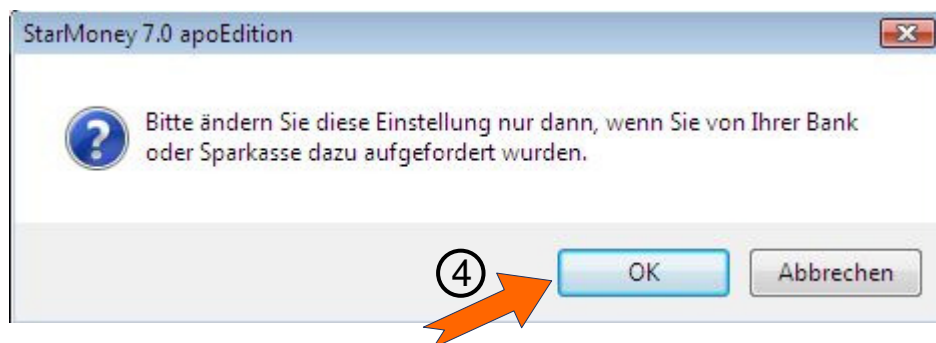 StarMoney 7.0 apoEdition
Bitte ändern Sie diese Einstellung nur dann, wenn Sie von Ihrer Bank
oder Sparkasse dazu aufgefordert wurden.
4 OK Abbrechen